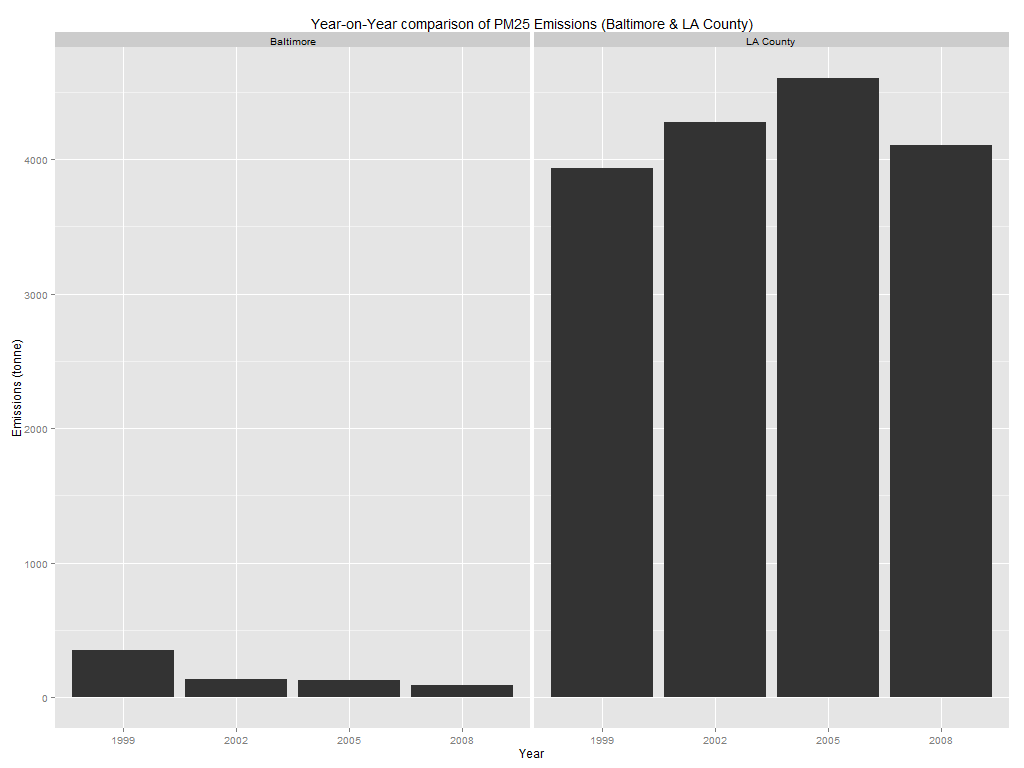 Year-on-Year comparison of PM25 Emissions (Baltimore & LA County)
Baltimore
LA County
Emissions (tonne)
4000
3000
2000
1000
0
1999 2002 2005 2008 1999 2002 2005 2008
Year